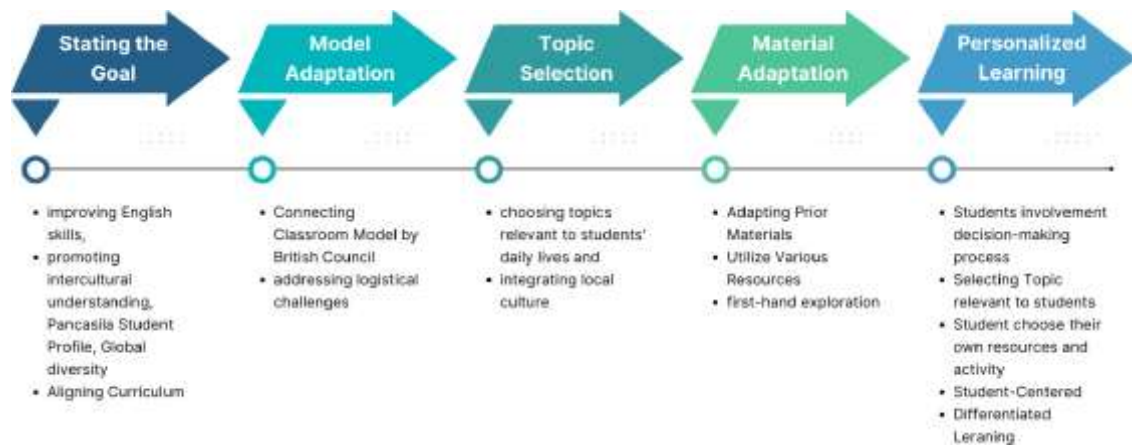 Stating the
Goal
Model
Adaptation
Topic
Selection
Material
Adaptation
Personalized
Learning
• improving English
skills,
• promoting
intercultural
understanding,
Pancasila Student
Profile, Global
diversity
• Aligning Curriculum
• Connecting
Classroom Model by
British Council
• addressing logistical
challenges
• choosing topics
relevant to students'
daily lives and
• integrating local
culture
• Adapting Prior
Materials
• Utilize Various
Resources
• first-hand exploration
• Students involvement
decision-making
process
• Selecting Topic
relevant to students
• Student choose their
own resources and
activity
• Student-Centered
• Differentiated
Leraning